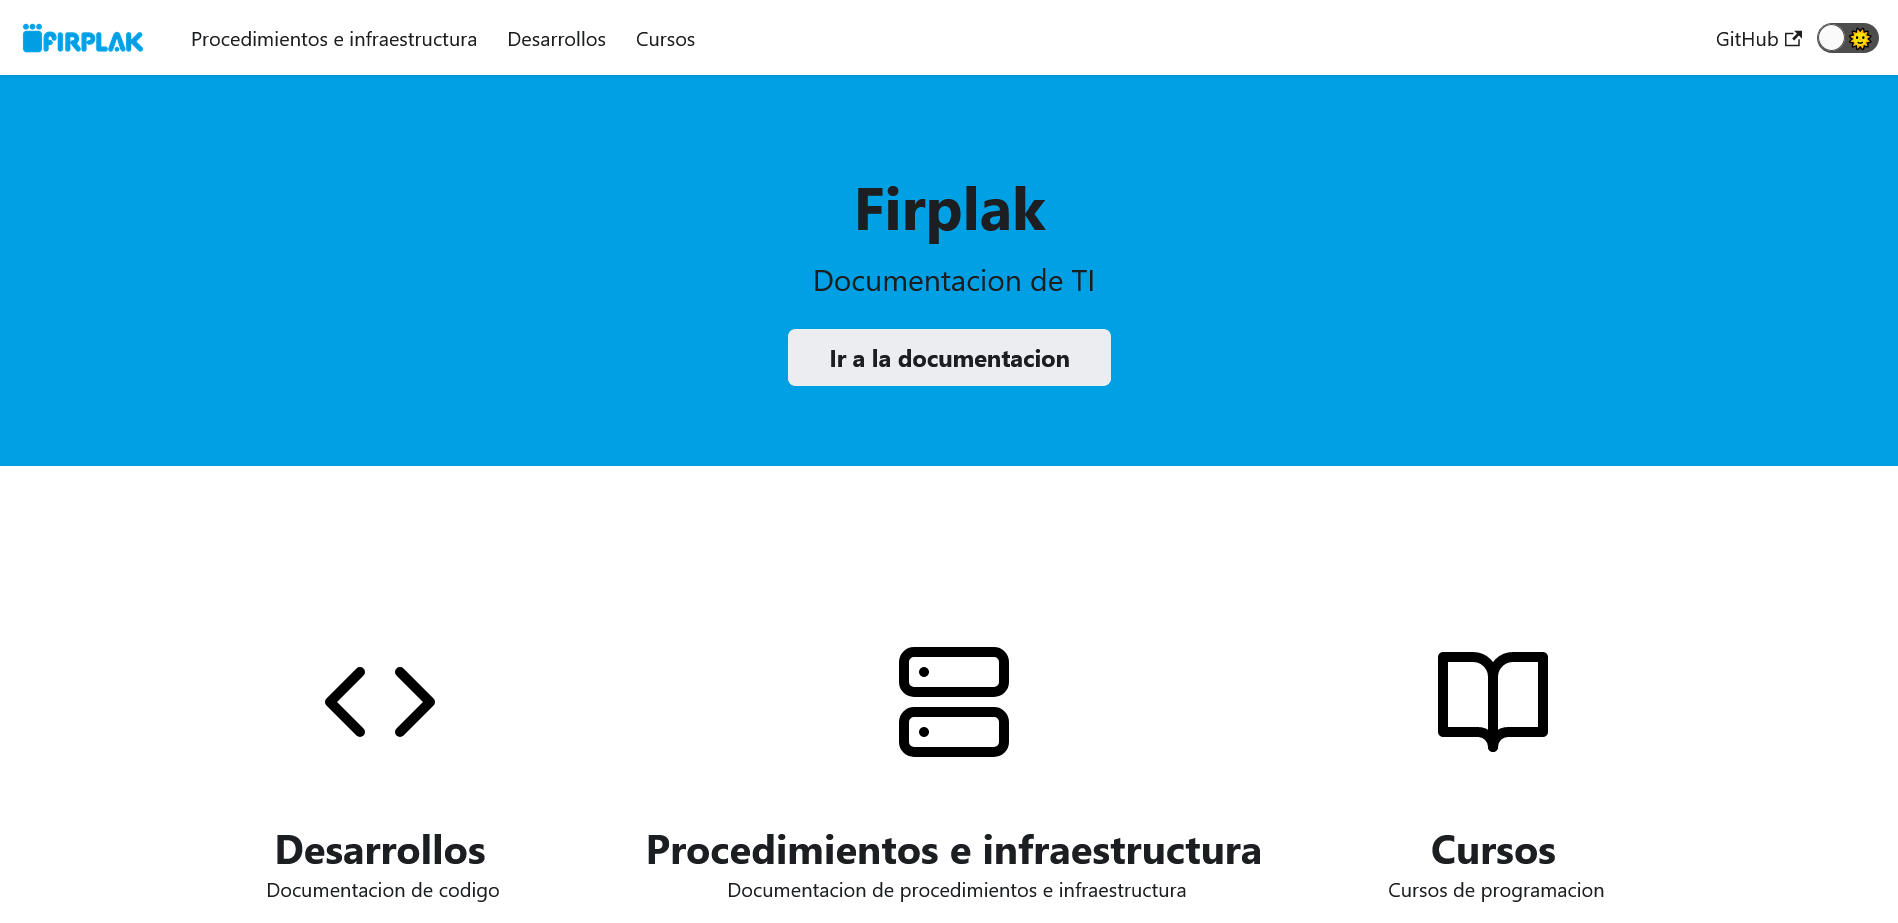 FIRPLAK Procedimientos e infraestructura Desarrollos Cursos GitHub
Firplak
Documentacion de TI
Ir a la documentacion
Desarrollos Procedimientos e infraestructura Cursos
Documentacion de codigo Documentacion de procedimientos e infraestructura Cursos de programacion